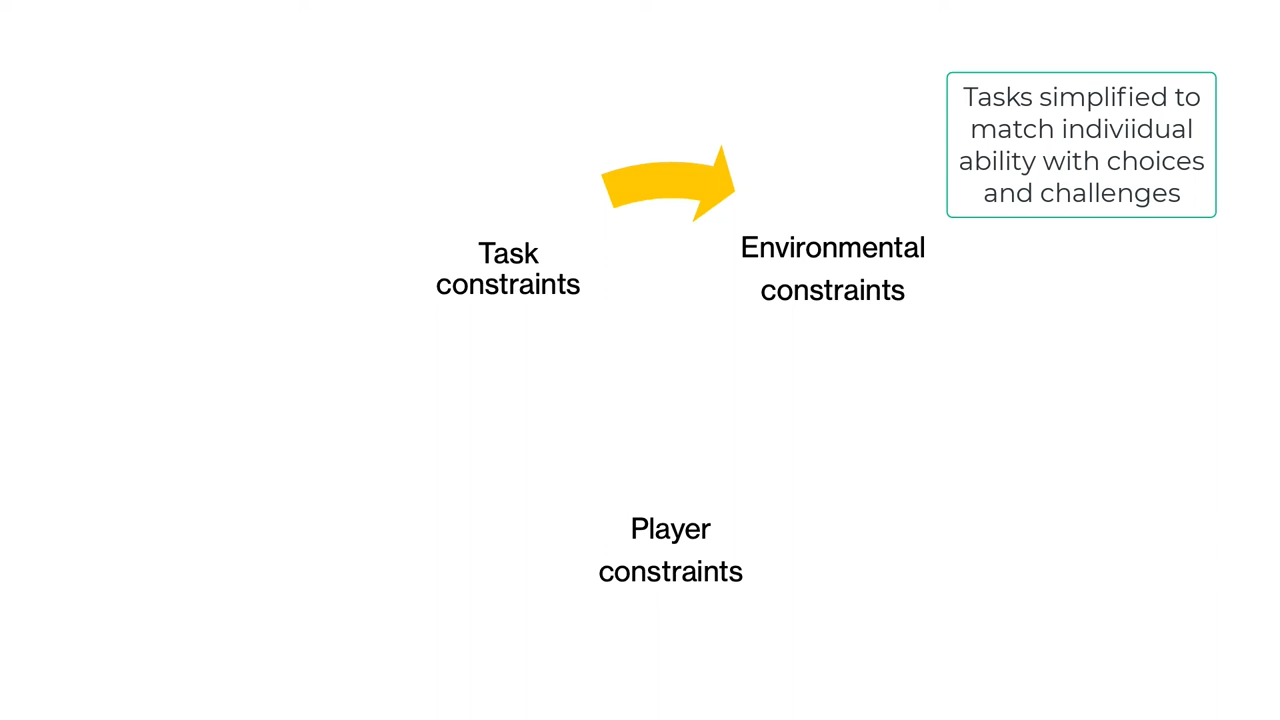 Tasks simplified to
match indiviidual
ability with choices
and challenges
Task
constraints
Environmental
constraints
Player
constraints